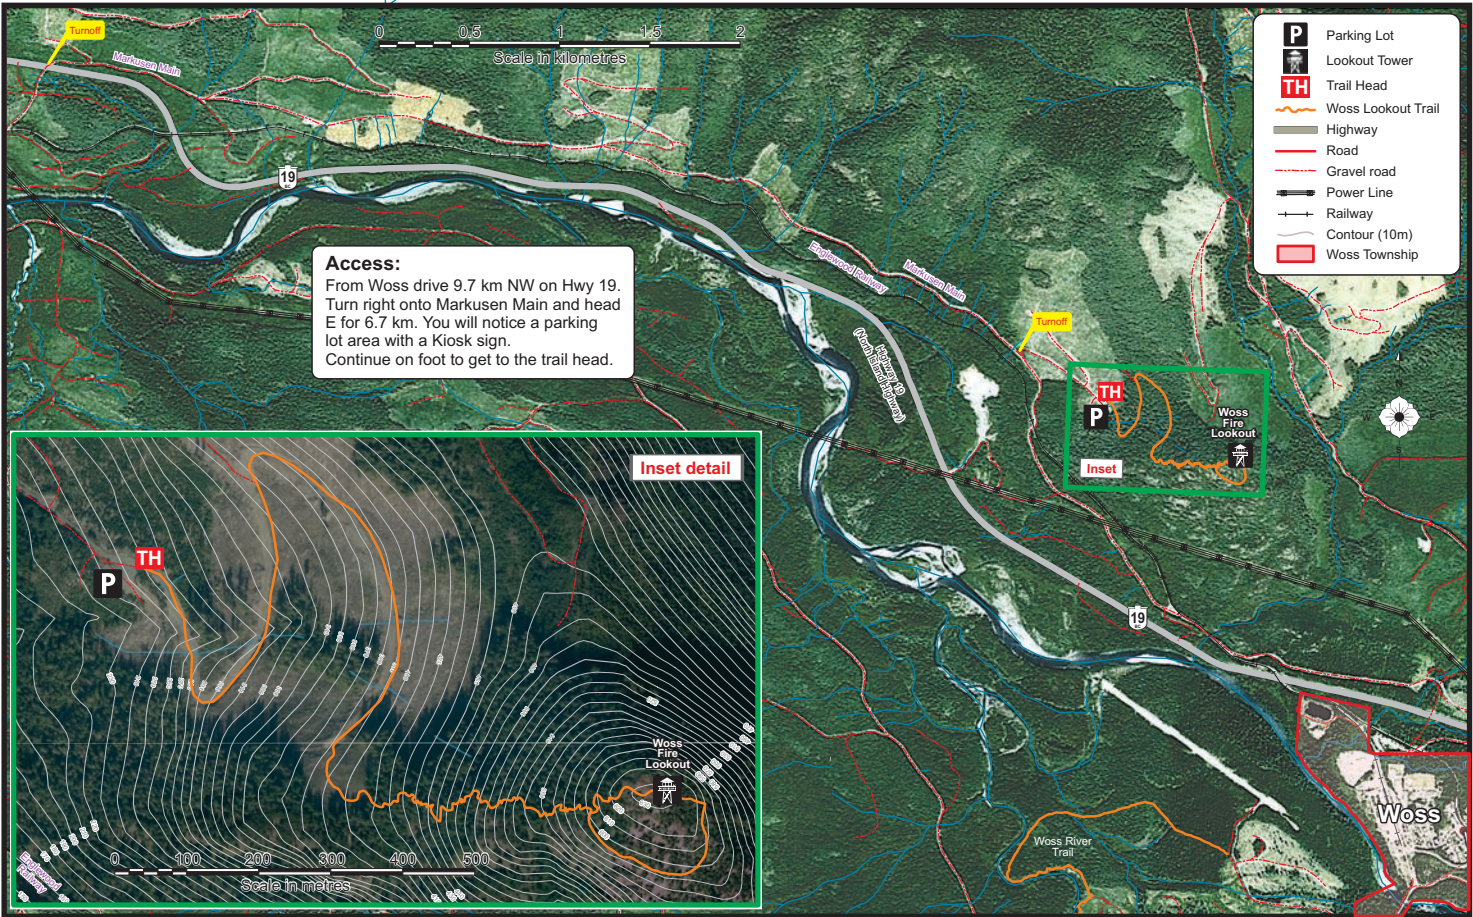 Turnoff
Markusen Main
0 0.5 1 1.5 2
Scale in kilometres
P Parking Lot
Lookout Tower
TH Trail Head
Woss Lookout Trail
Highway
Road
Gravel road
Power Line
Railway
Contour (10m)
Woss Township
19
BC
Access:
From Woss drive 9.7 km NW on Hwy 19.
Turn right onto Markusen Main and head
E for 6.7 km. You will notice a parking
lot area with a Kiosk sign.
Continue on foot to get to the trail head.
Englewood Railway
Markusen Main
Turnoff
Highway 19
(North Island Highway)
TH
P
Woss
Fire
Lookout
Inset
N
W
Inset detail
TH
P
Woss
Fire
Lookout
Englewood
Railway
0 100 200 300 400 500
Scale in metres
19
BC
Woss River
Trail
Woss